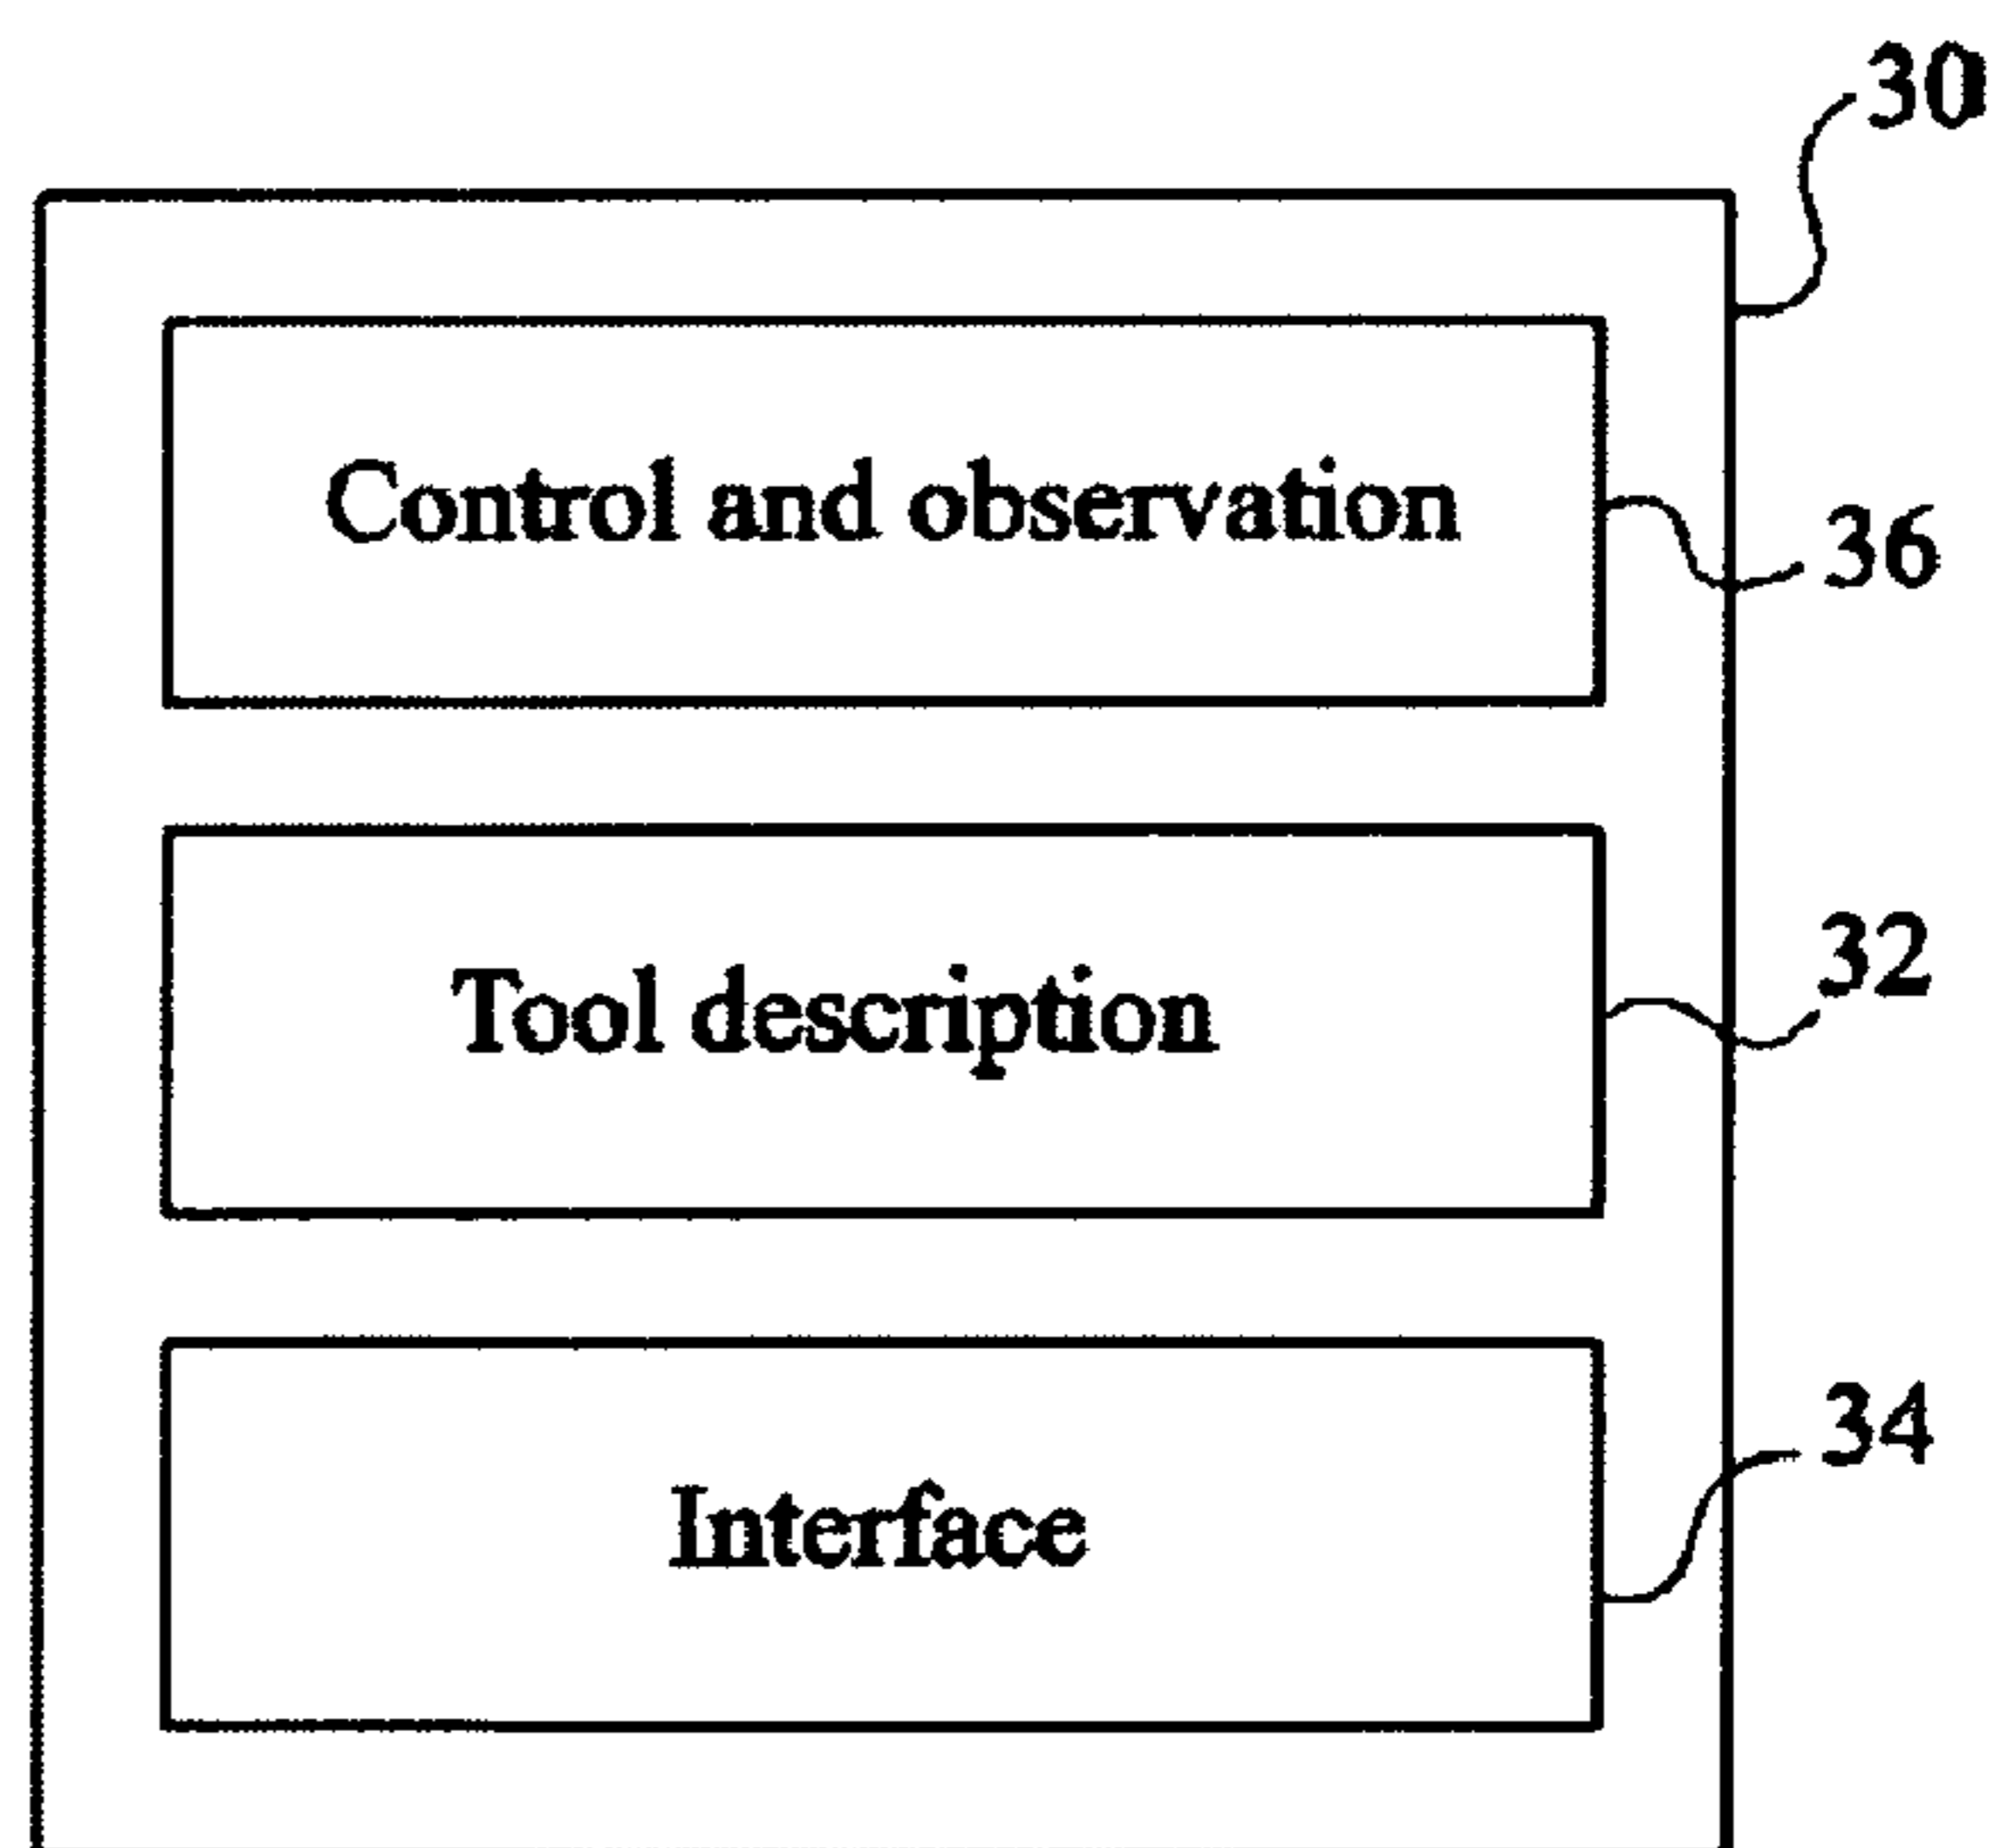 30
Control and observation
36
32
Tool description
34
Interface